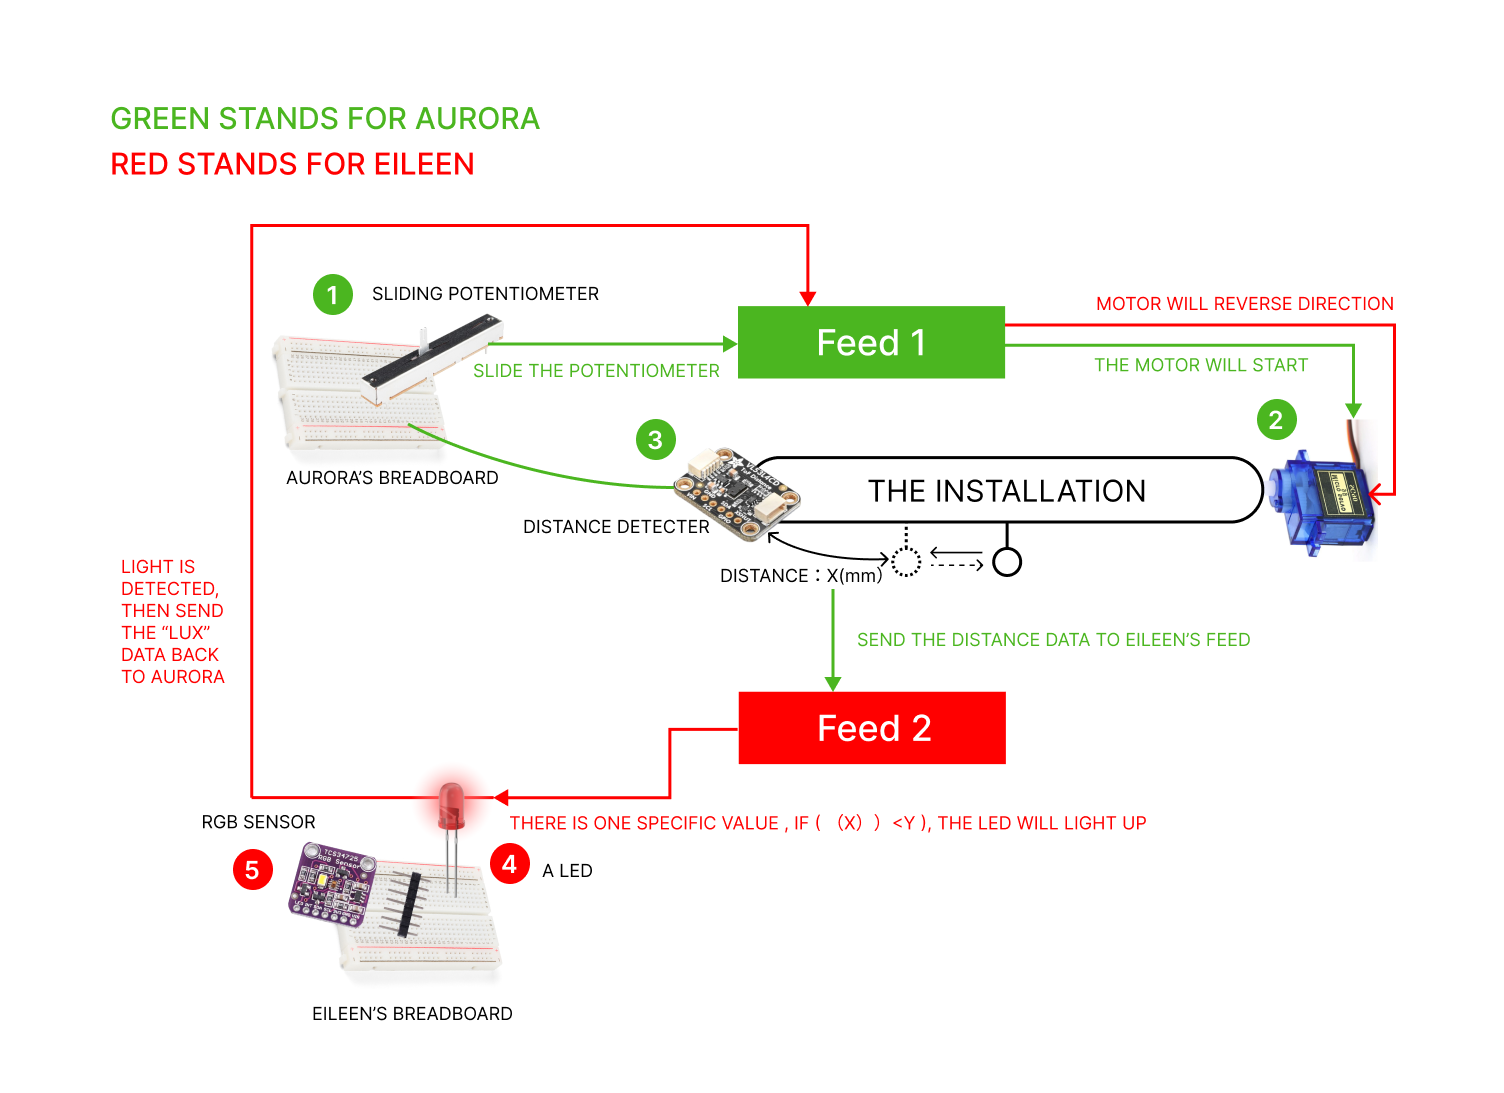 GREEN STANDS FOR AURORA
RED STANDS FOR EILEEN
1
SLIDING POTENTIOMETER
Feed 1
MOTOR WILL REVERSE DIRECTION
SLIDE THE POTENTIOMETER
THE MOTOR WILL START
2
3
AURORA'S BREADBOARD
THE INSTALLATION
DISTANCE DETECTER
DISTANCE：X(mm）
LIGHT IS
DETECTED,
THEN SEND
THE “LUX”
DATA BACK
TO AURORA
SEND THE DISTANCE DATA TO EILEEN'S FEED
Feed 2
RGB SENSOR
THERE IS ONE SPECIFIC VALUE , IF ( （X））<Y ), THE LED WILL LIGHT UP
5
4
A LED
TCS34725
RGB Sensor
EILEEN'S BREADBOARD